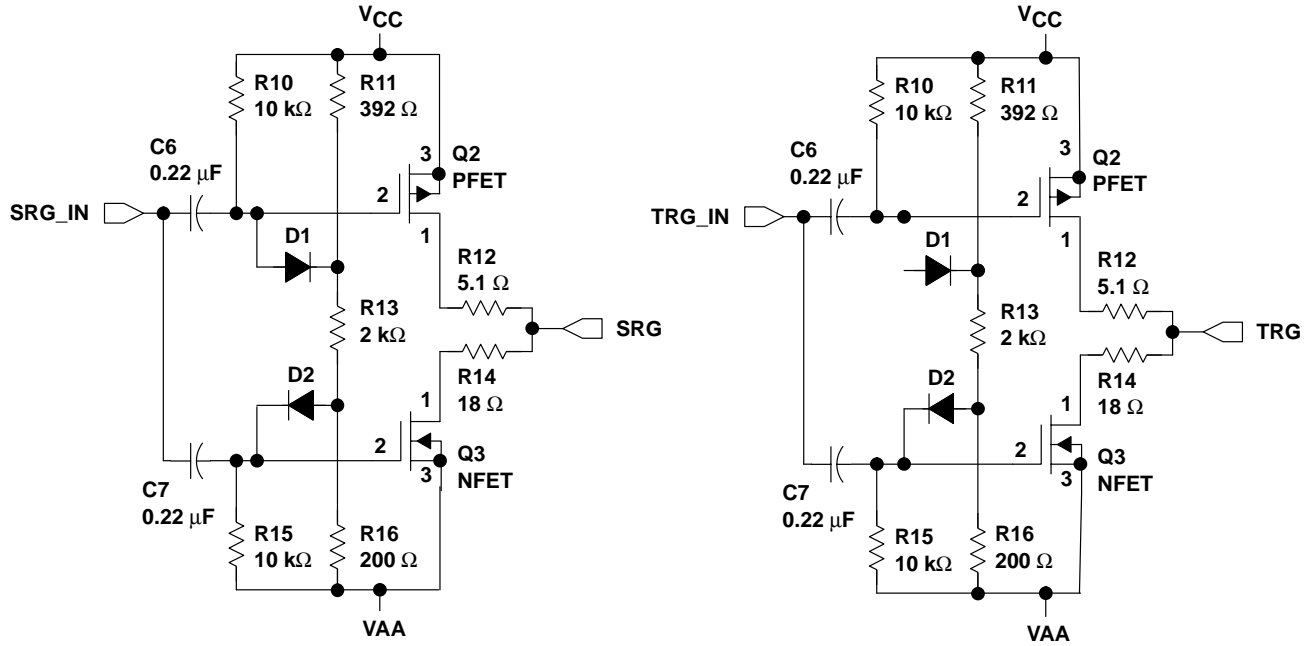 VCC
R10
10 kΩ
R11
392 Ω
C6
0.22 μF
3
Q2
PFET
2
SRG_IN
1
D1
R12
5.1 Ω
R13
2 kΩ
SRG
D2
R14
18 Ω
1
2
Q3
NFET
3
C7
0.22 μF
R15
10 kΩ
R16
200 Ω
VAA
VCC
R10
10 kΩ
R11
392 Ω
C6
0.22 μF
3
Q2
PFET
2
TRG_IN
1
D1
R12
5.1 Ω
R13
2 kΩ
TRG
D2
R14
18 Ω
1
2
Q3
NFET
3
C7
0.22 μF
R15
10 kΩ
R16
200 Ω
VAA